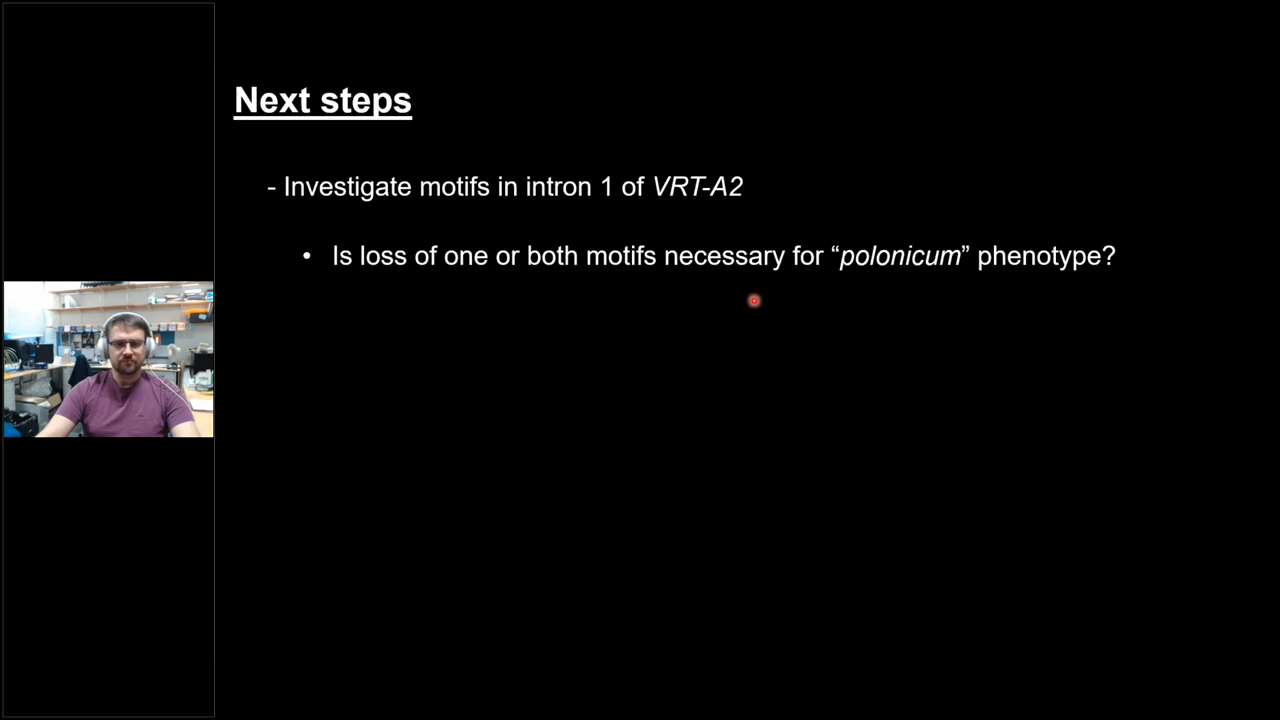 Next steps
- Investigate motifs in intron 1 of VRT-A2
• Is loss of one or both motifs necessary for “polonicum” phenotype?